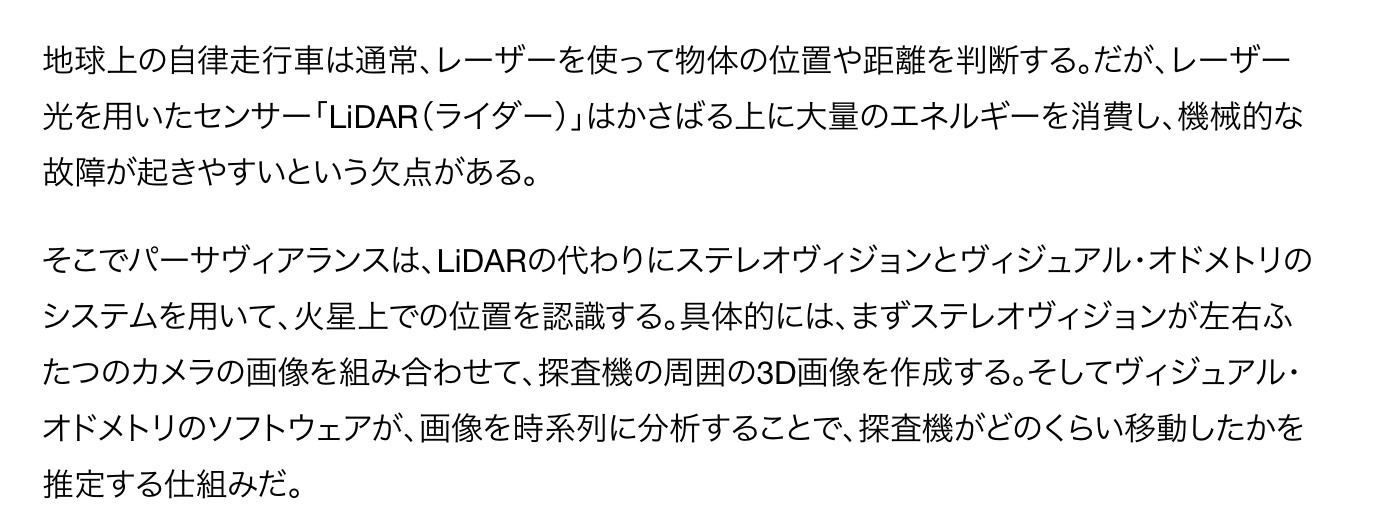 地球上の自律走行車は通常、レーザーを使って物体の位置や距離を判断する。だが、レーザー
光を用いたセンサー「LiDAR（ライダー）」はかさばる上に大量のエネルギーを消費し、機械的な
故障が起きやすいという欠点がある。
そこでパーサヴィアランスは、LiDARの代わりにステレオヴィジョンとヴィジュアル・オドメトリの
システムを用いて、火星上での位置を認識する。具体的には、まずステレオヴィジョンが左右ふ
たつのカメラの画像を組み合わせて、探査機の周囲の3D画像を作成する。そしてヴィジュアル・
オドメトリのソフトウェアが、画像を時系列に分析することで、探査機がどのくらい移動したかを
推定する仕組みだ。